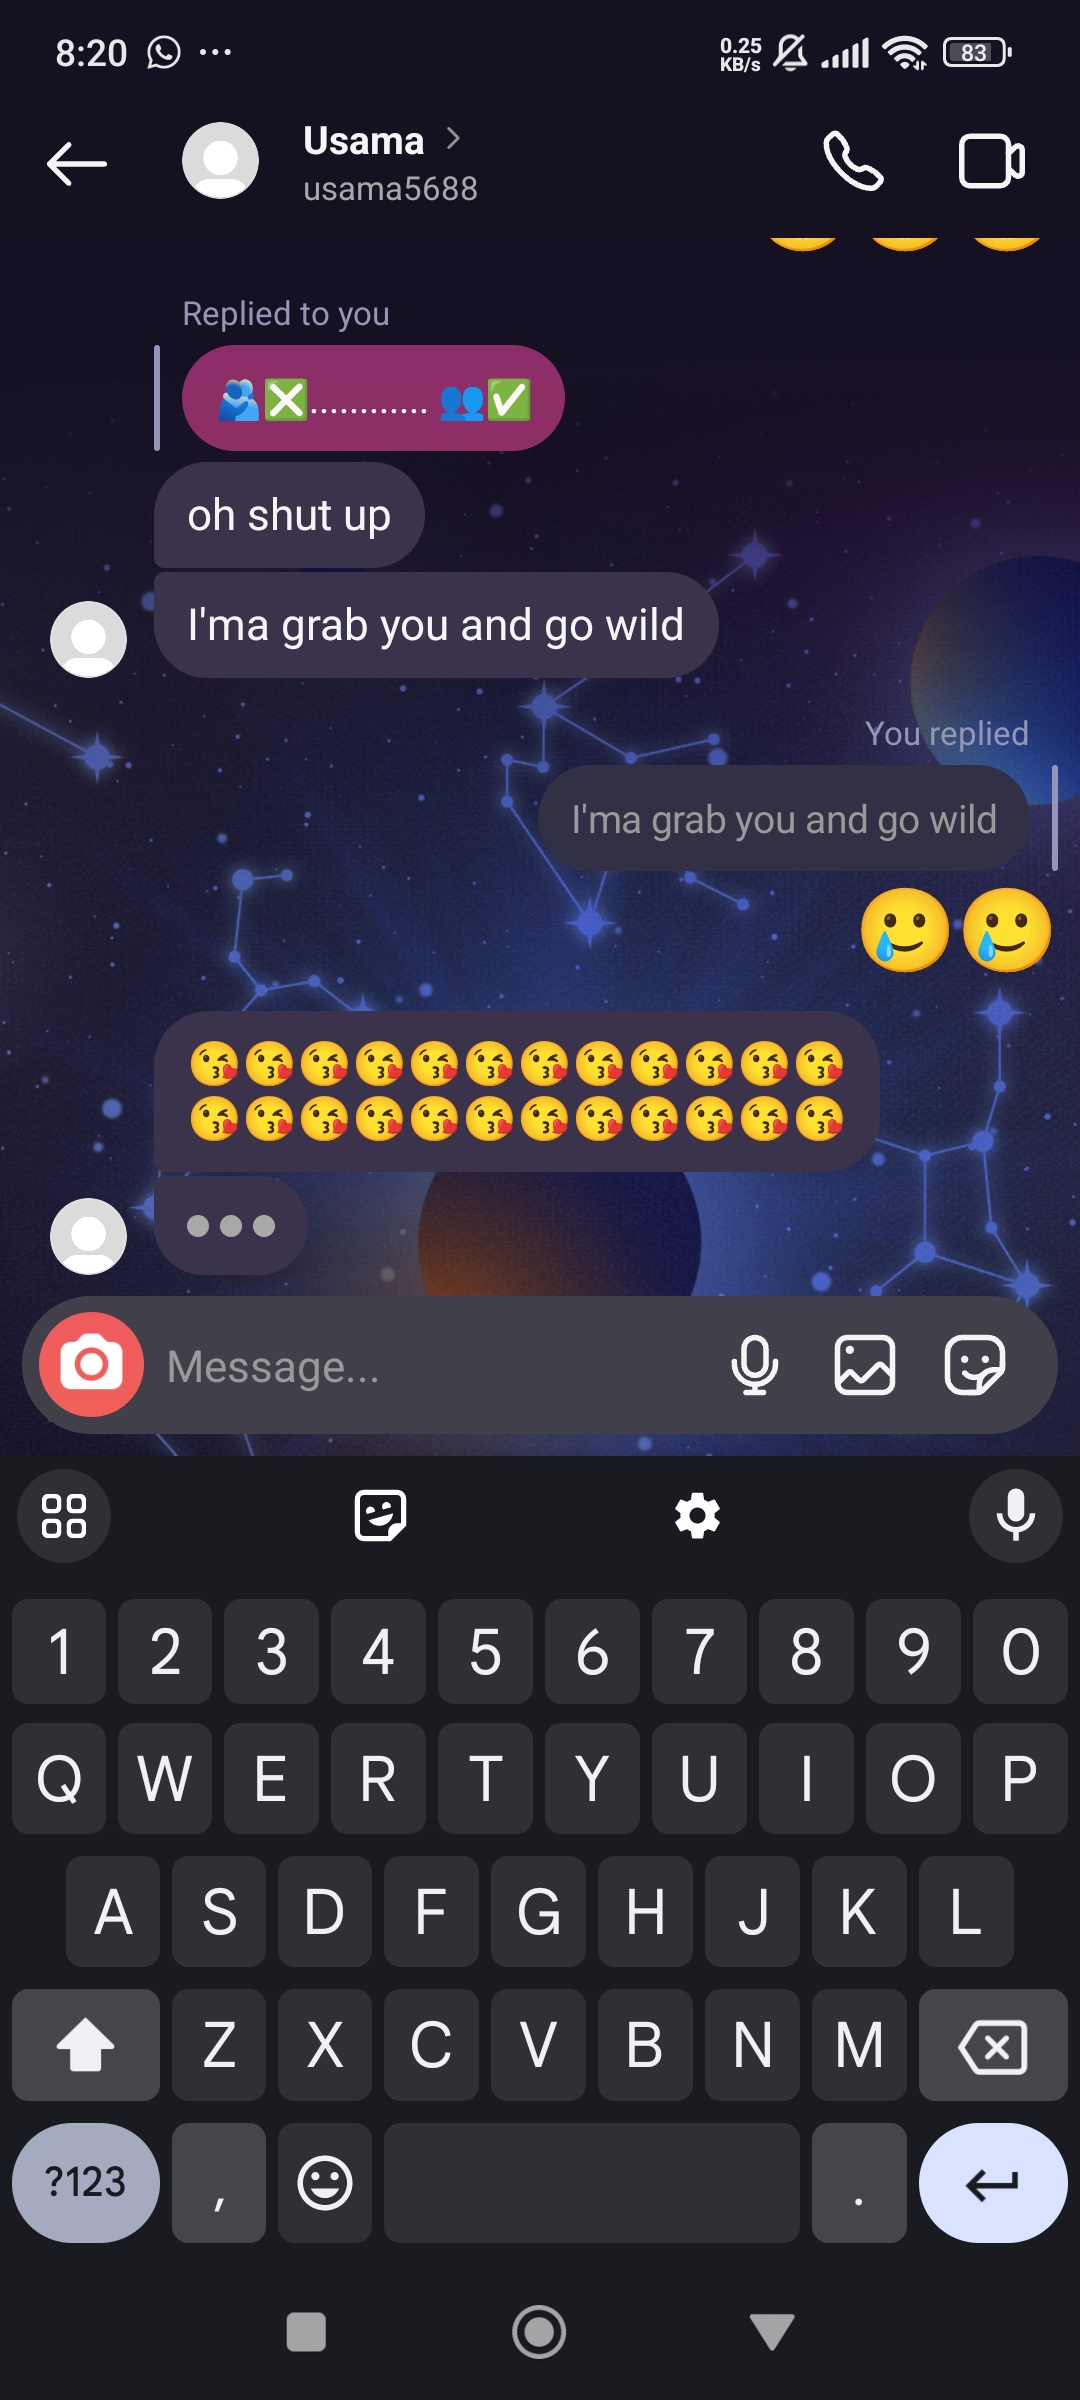 8:20
0.25
KB/s
83
Usama
usama5688
Replied to you
🫂❎............ 👥✅
oh shut up
I'ma grab you and go wild
You replied
I'ma grab you and go wild
🥲🥲
😘😘😘😘😘😘😘😘😘😘😘😘
😘😘😘😘😘😘😘😘😘😘😘😘
Message...
1 2 3 4 5 6 7 8 9 0
Q W E R T Y U I O P
A S D F G H J K L
Z X C V B N M
?123 , .